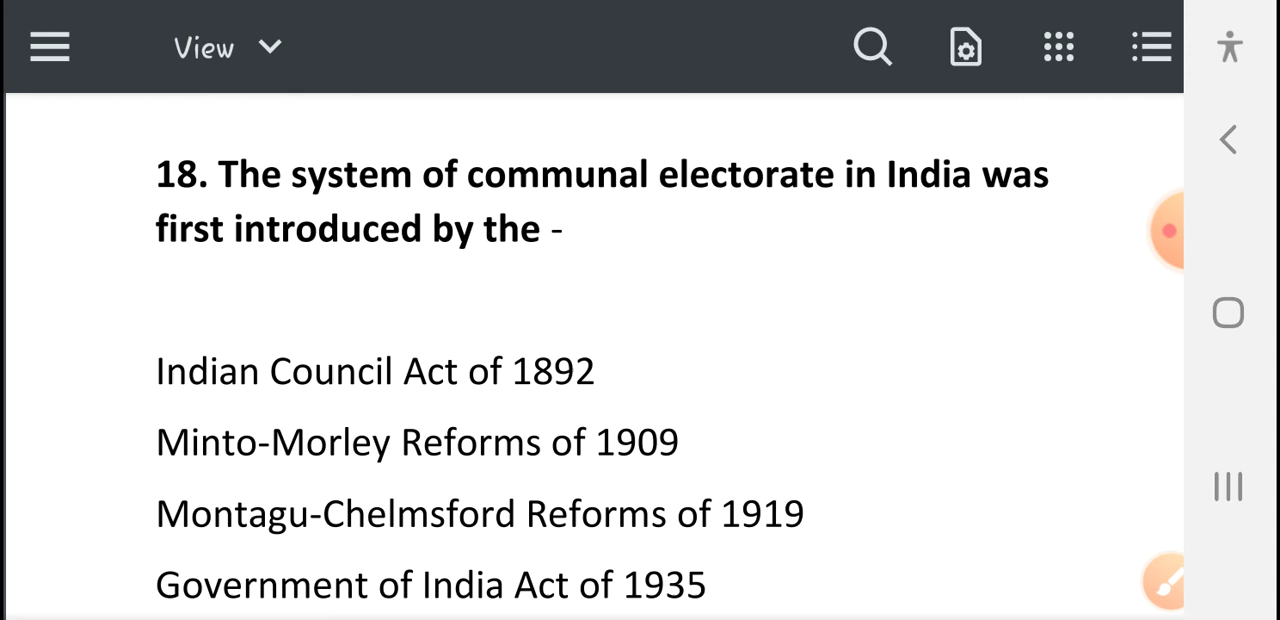 View
18. The system of communal electorate in India was
first introduced by the -
Indian Council Act of 1892
Minto-Morley Reforms of 1909
Montagu-Chelmsford Reforms of 1919
Government of India Act of 1935